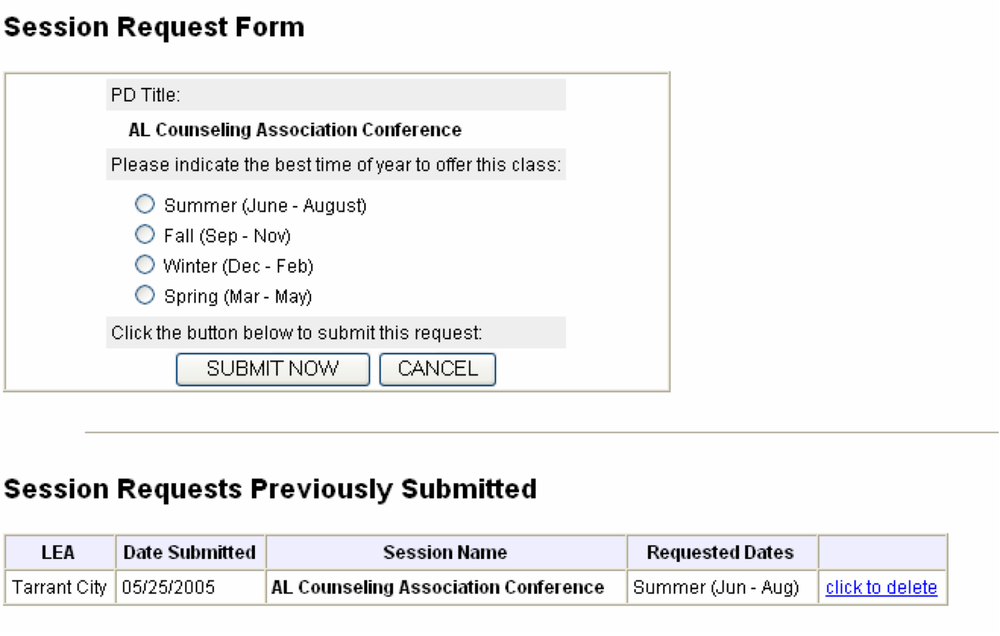 Session Request Form
PD Title:
AL Counseling Association Conference
Please indicate the best time of year to offer this class:
Summer (June - August)
Fall (Sep - Nov)
Winter (Dec - Feb)
Spring (Mar - May)
Click the button below to submit this request:
SUBMIT NOW CANCEL
Session Requests Previously Submitted
LEA Date Submitted Session Name Requested Dates
Tarrant City 05/25/2005 AL Counseling Association Conference Summer (Jun - Aug) click to delete